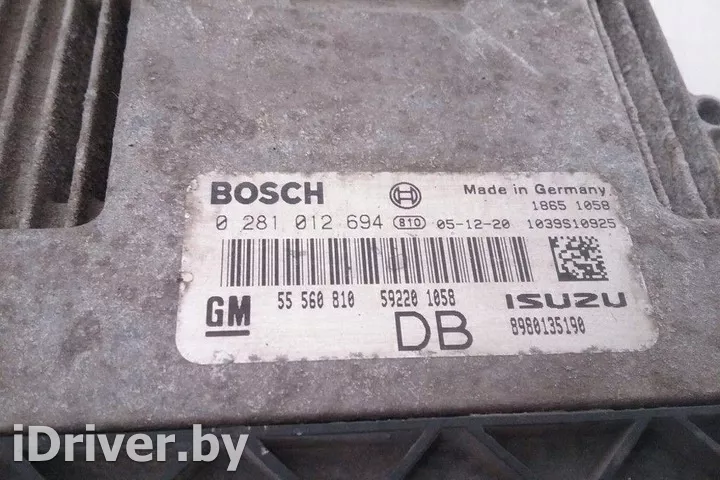 BOSCH Made in Germany
1865 1058
0 281 012 694 810 05-12-20 1039S10925
55 560 810 59220 1058 ISUZU
GM DB 8980135190
iDriver.by